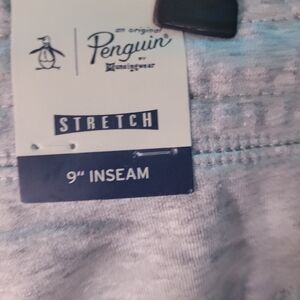 an original
Penguin®
BY
Munsingwear
STRETCH
9" INSEAM